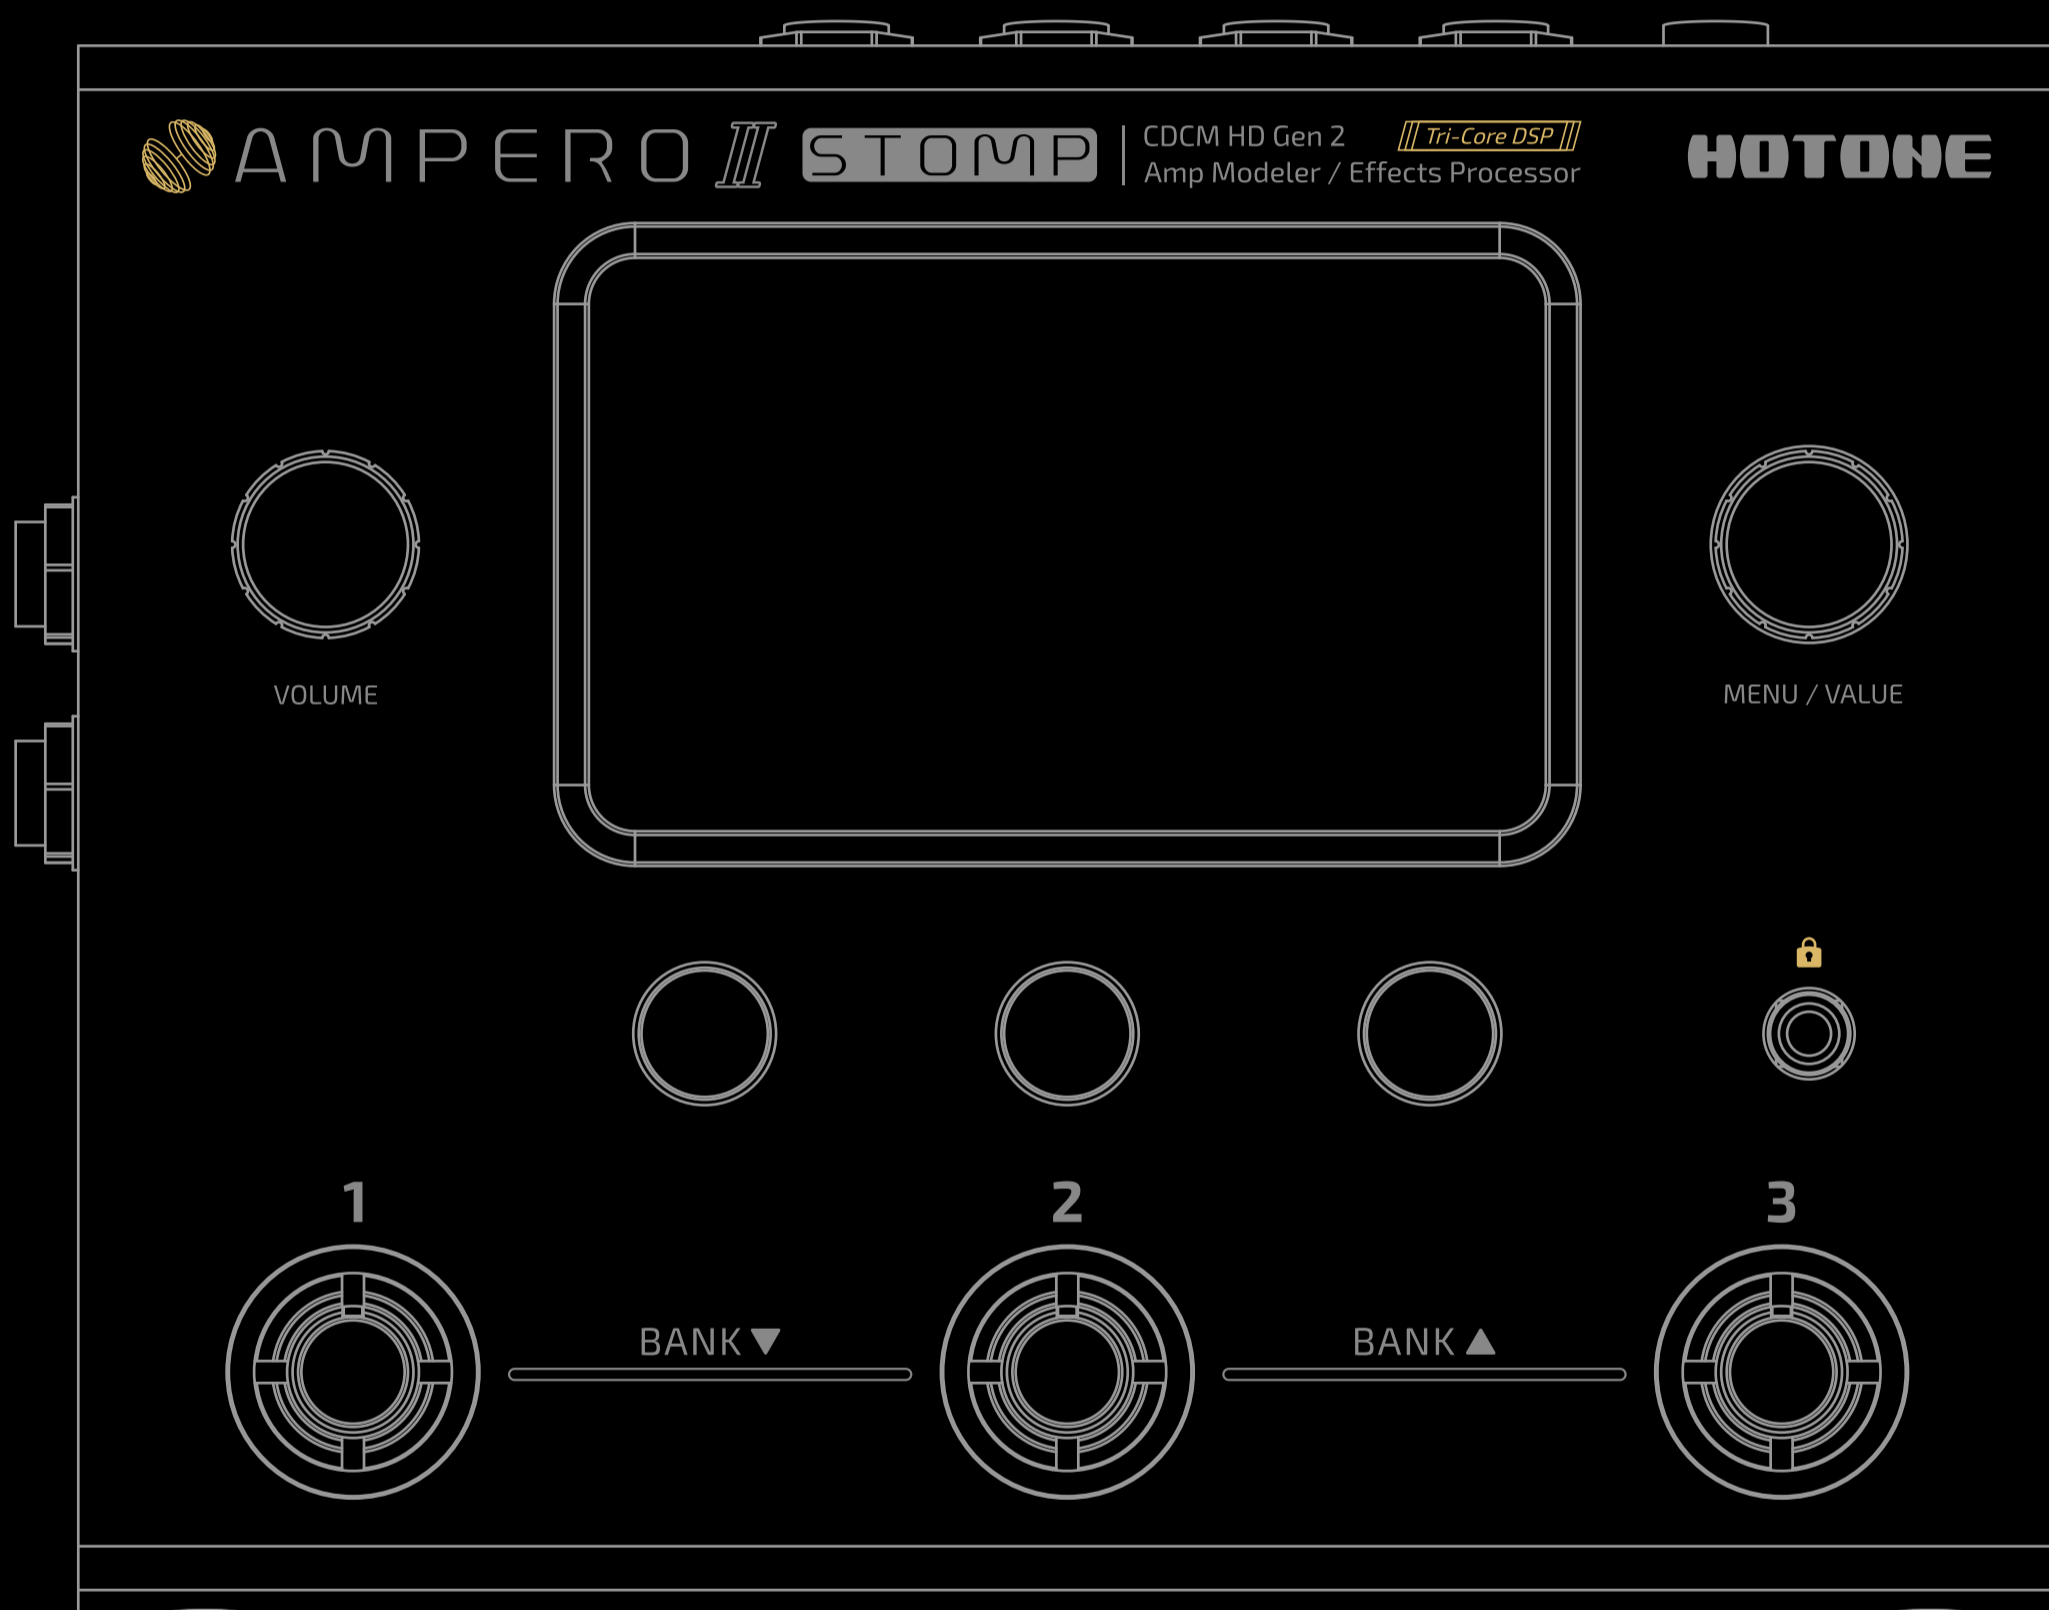 AMPERO II STOMP
CDCM HD Gen 2 Tri-Core DSP
Amp Modeler / Effects Processor
HOTONE
VOLUME
MENU / VALUE
1
2
3
BANK ▼
BANK ▲